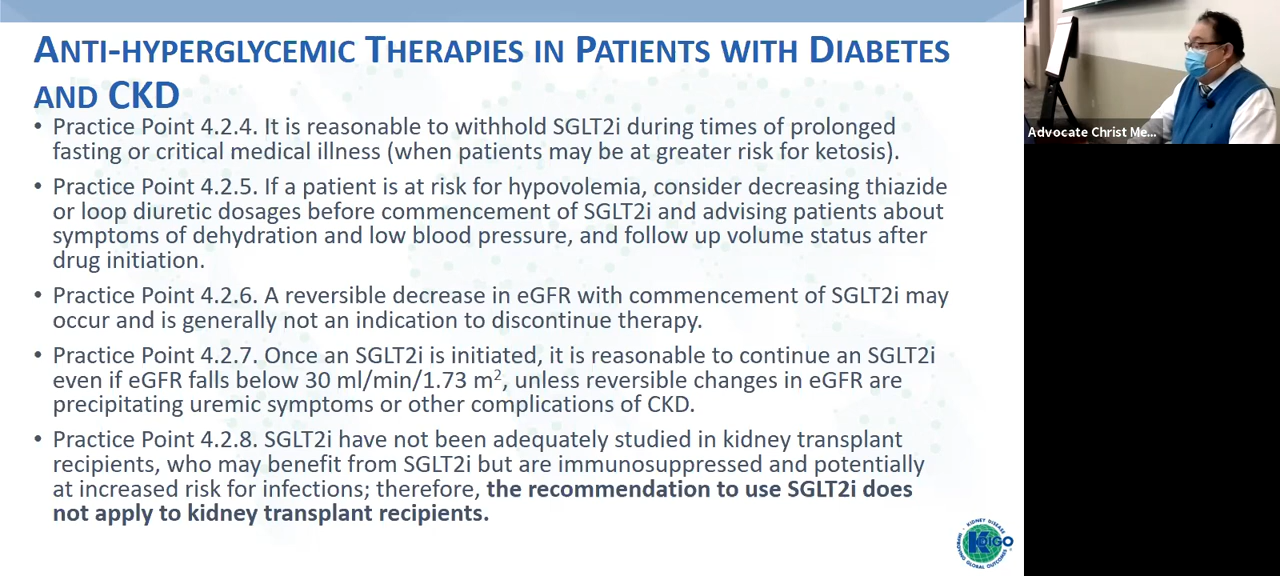 ANTI-HYPERGLYCEMIC THERAPIES IN PATIENTS WITH DIABETES
AND CKD
• Practice Point 4.2.4. It is reasonable to withhold SGLT2i during times of prolonged
fasting or critical medical illness (when patients may be at greater risk for ketosis).
• Practice Point 4.2.5. If a patient is at risk for hypovolemia, consider decreasing thiazide
or loop diuretic dosages before commencement of SGLT2i and advising patients about
symptoms of dehydration and low blood pressure, and follow up volume status after
drug initiation.
• Practice Point 4.2.6. A reversible decrease in eGFR with commencement of SGLT2i may
occur and is generally not an indication to discontinue therapy.
• Practice Point 4.2.7. Once an SGLT2i is initiated, it is reasonable to continue an SGLT2i
even if eGFR falls below 30 ml/min/1.73 m², unless reversible changes in eGFR are
precipitating uremic symptoms or other complications of CKD.
• Practice Point 4.2.8. SGLT2i have not been adequately studied in kidney transplant
recipients, who may benefit from SGLT2i but are immunosuppressed and potentially
at increased risk for infections; therefore, the recommendation to use SGLT2i does
not apply to kidney transplant recipients.
Advocate Christ Me...
KIDNEY DISEASE
KDIGO
IMPROVING GLOBAL OUTCOMES